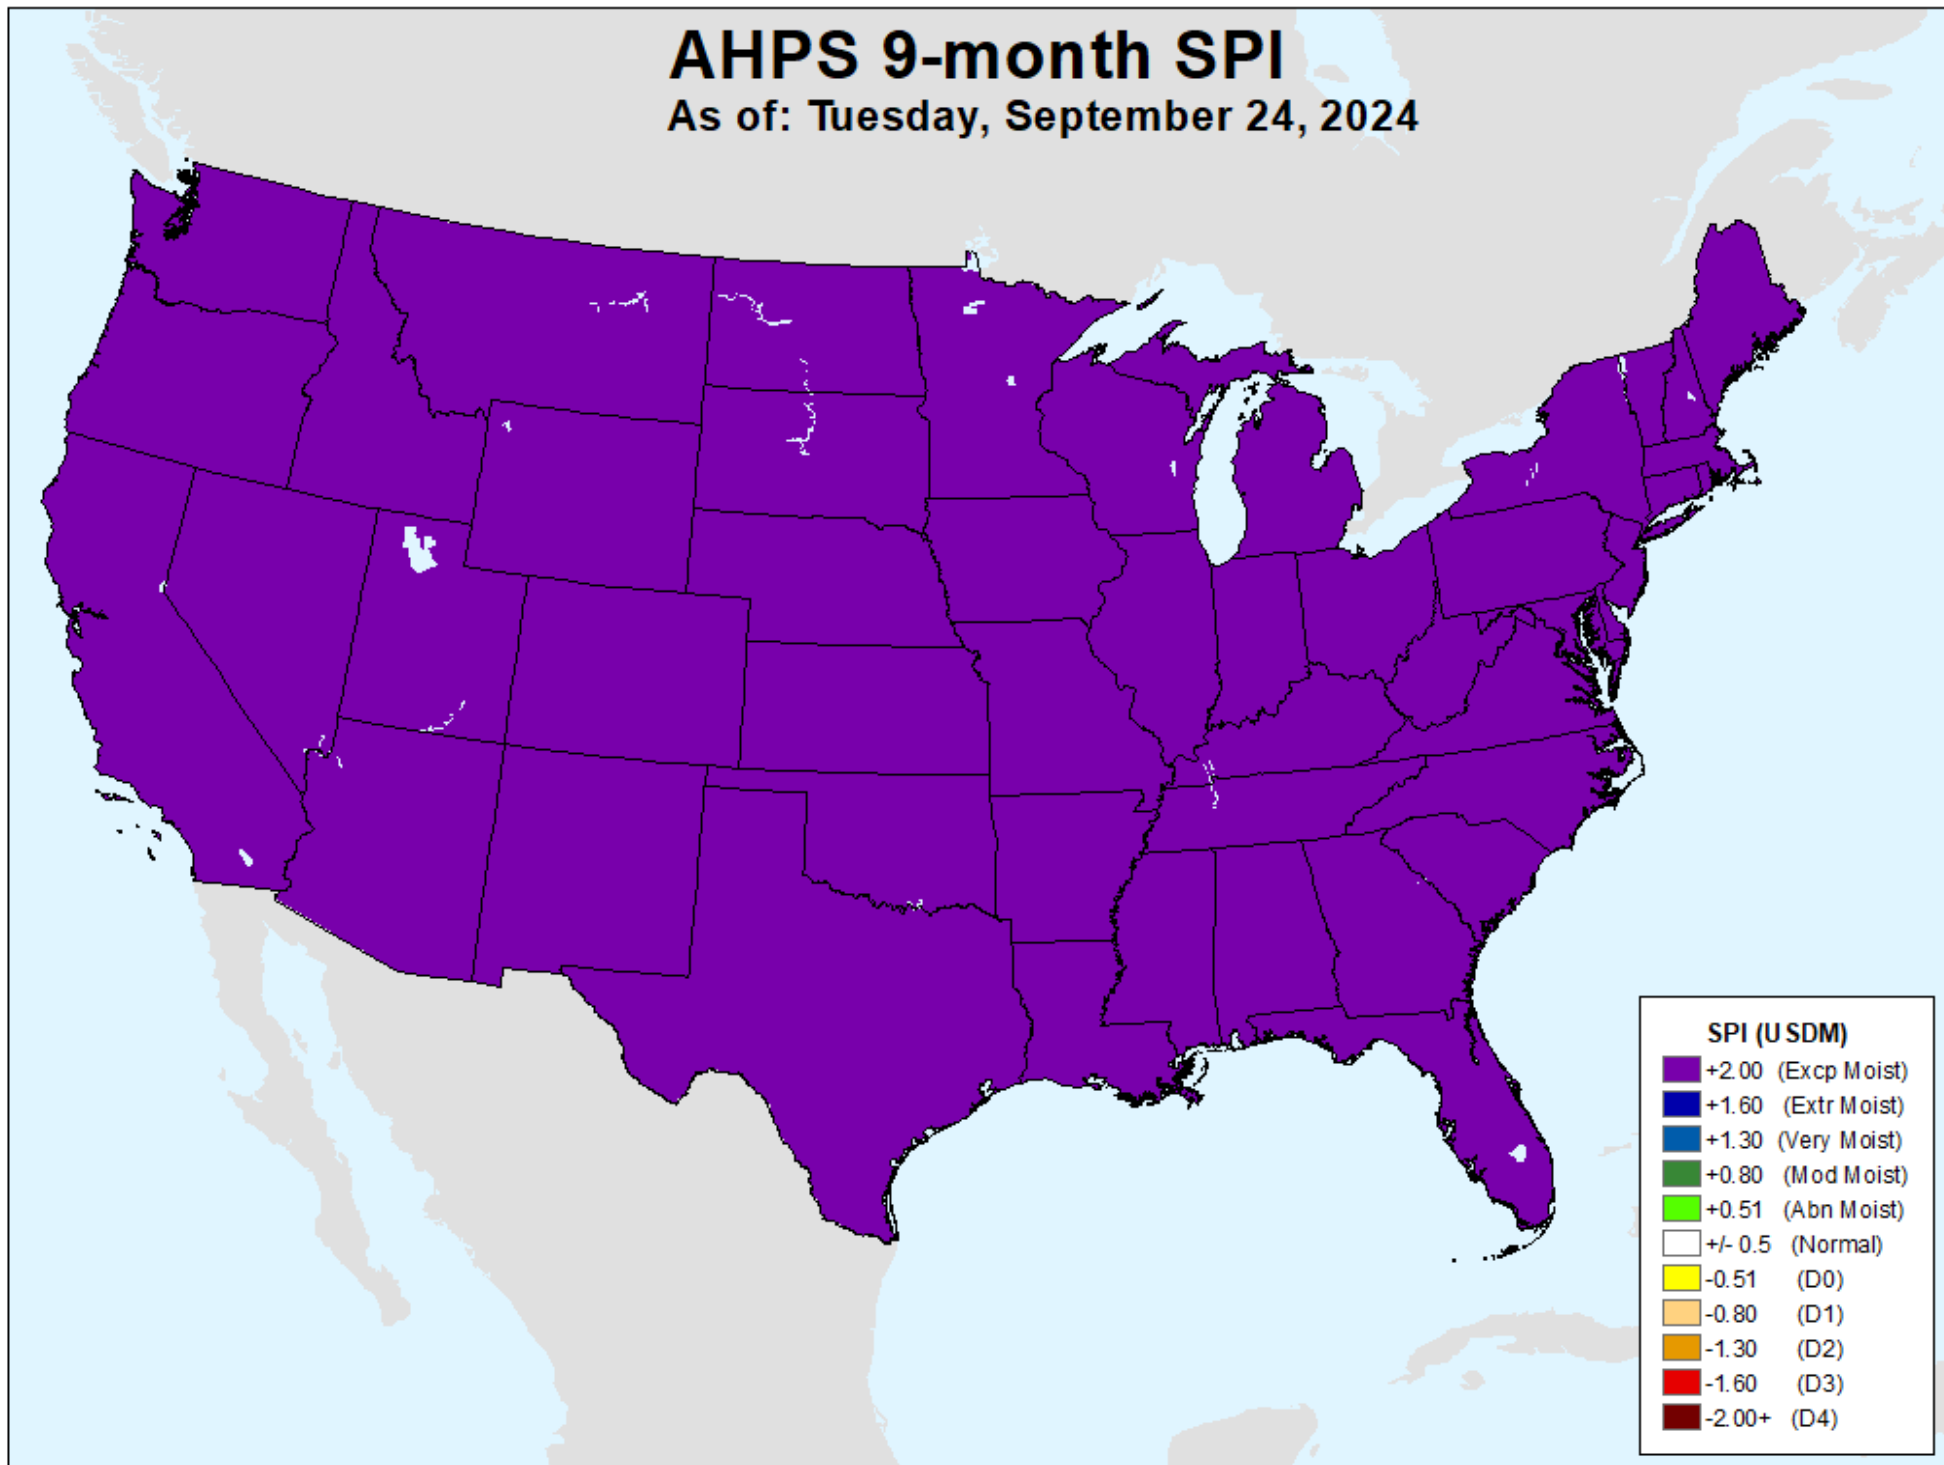 AHPS 9-month SPI
As of: Tuesday, September 24, 2024
SPI (USDM)
+2.00 (Excp Moist)
+1.60 (Extr Moist)
+1.30 (Very Moist)
+0.80 (Mod Moist)
+0.51 (Abn Moist)
+/- 0.5 (Normal)
-0.51 (D0)
-0.80 (D1)
-1.30 (D2)
-1.60 (D3)
-2.00+ (D4)